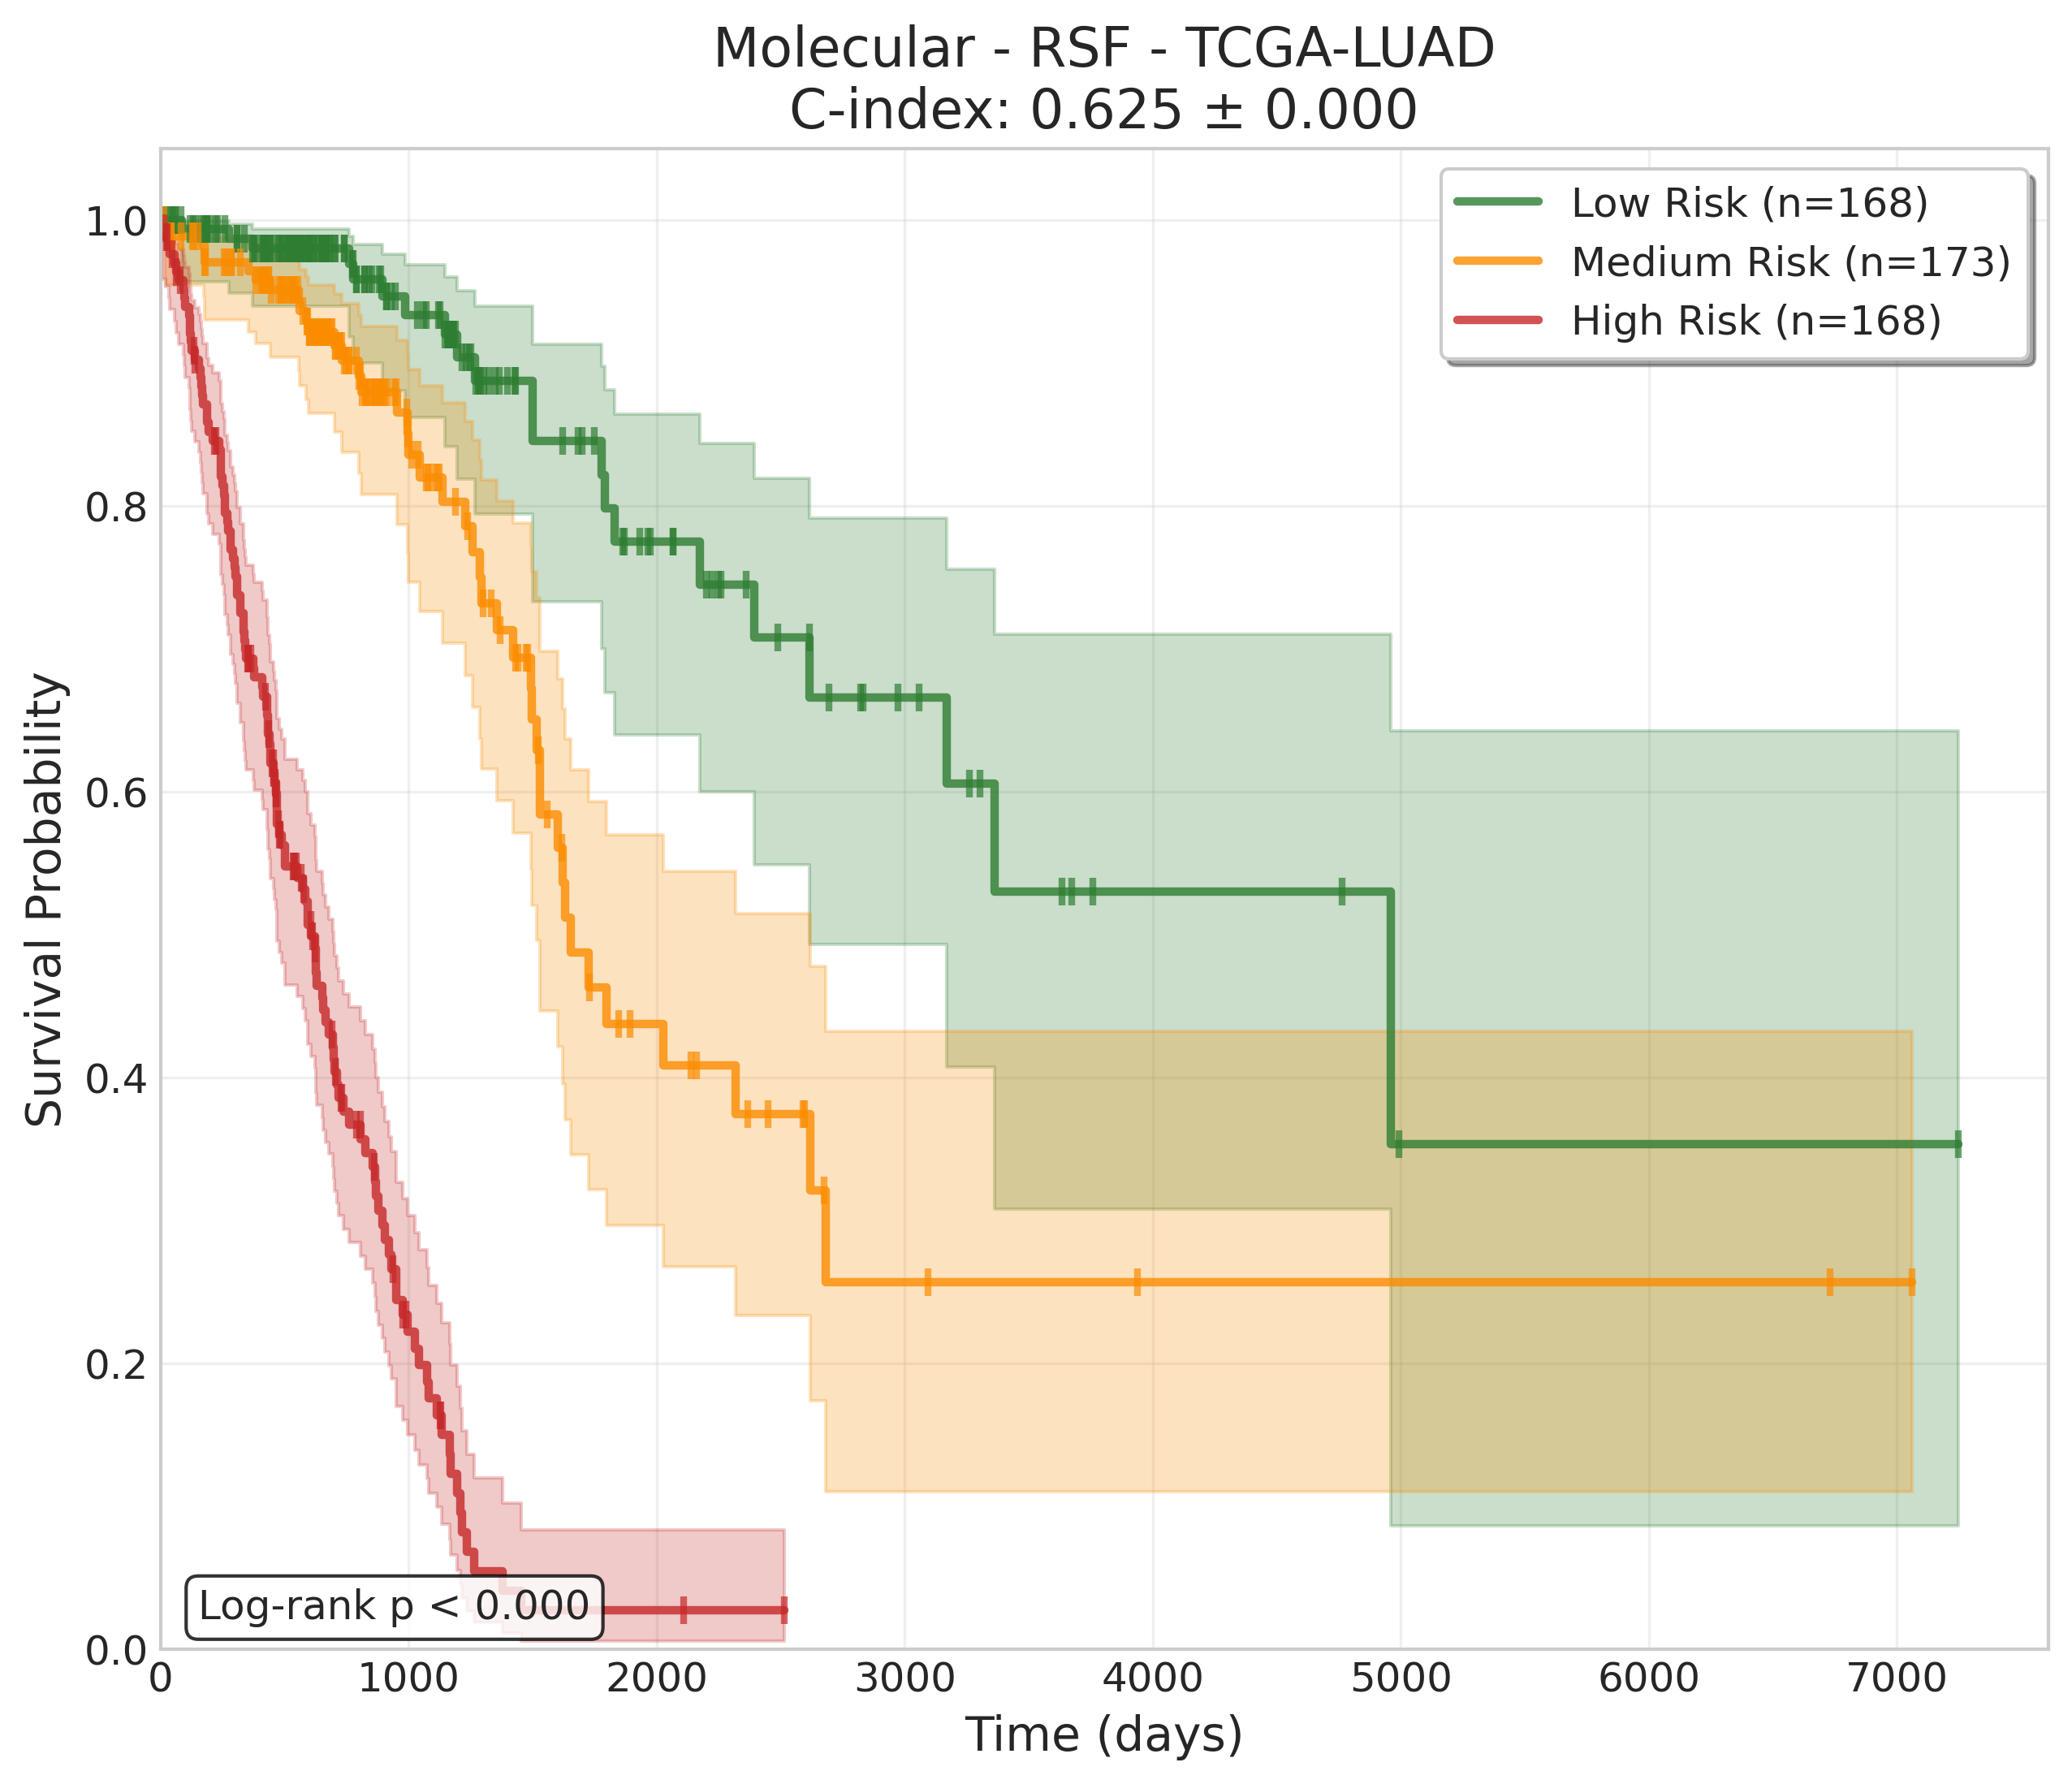 Molecular - RSF - TCGA-LUAD
C-index: 0.625 ± 0.000
Low Risk (n=168)
Medium Risk (n=173)
High Risk (n=168)
Survival Probability
1.0
0.8
0.6
0.4
0.2
0.0
Log-rank p < 0.000
0 1000 2000 3000 4000 5000 6000 7000
Time (days)